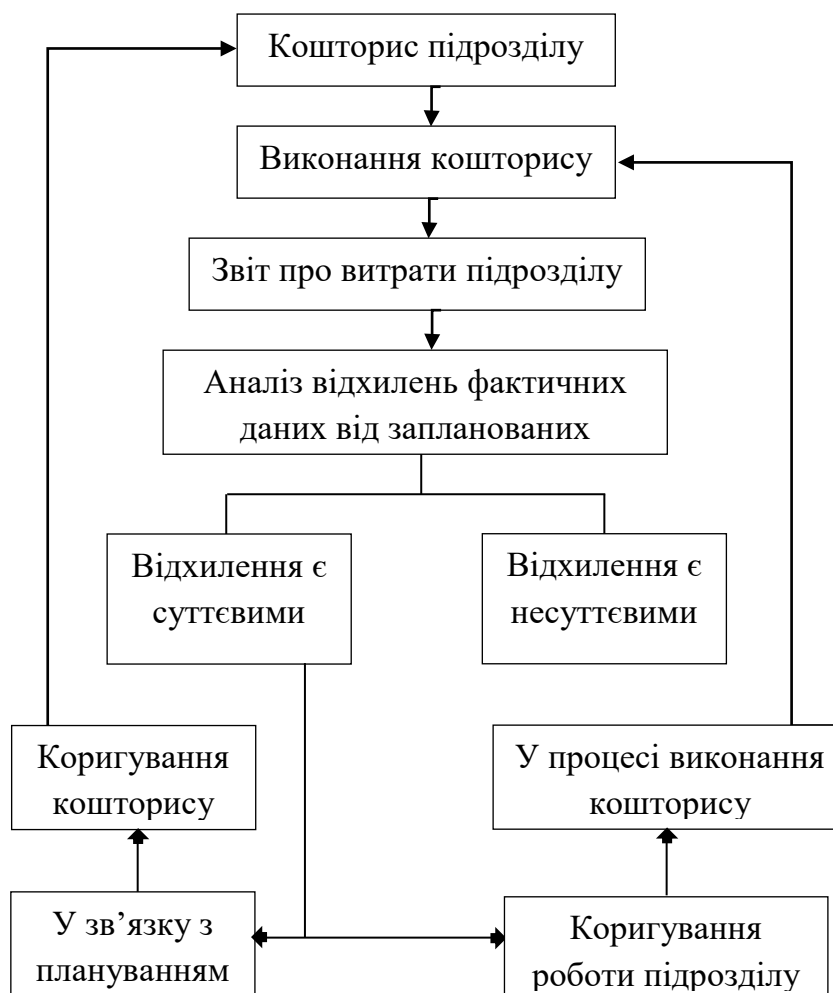 Кошторис підрозділу
Виконання кошторису
Звіт про витрати підрозділу
Аналіз відхилень фактичних
даних від запланованих
Відхилення є
суттєвими
Відхилення є
несуттєвими
Коригування
кошторису
У процесі виконання
кошторису
У зв’язку з
плануванням
Коригування
роботи підрозділу